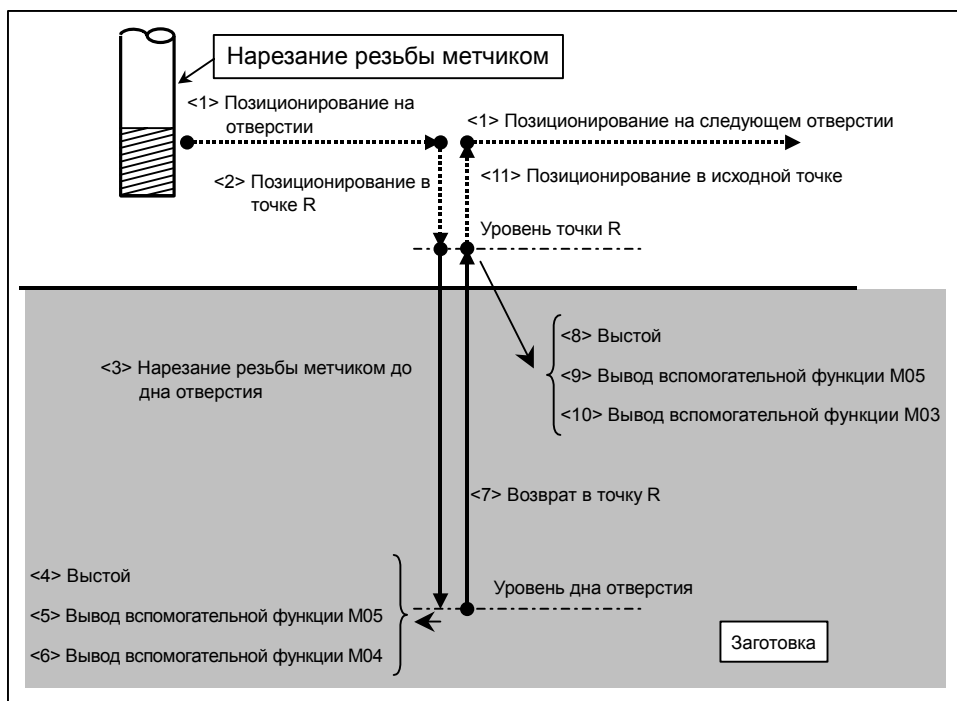 Нарезание резьбы метчиком
<1> Позиционирование на
отверстии
<1> Позиционирование на следующем отверстии
<2> Позиционирование в
точке R
<11> Позиционирование в исходной точке
Уровень точки R
<3> Нарезание резьбы метчиком до
дна отверстия
<8> Выстой
<9> Вывод вспомогательной функции M05
<10> Вывод вспомогательной функции M03
<7> Возврат в точку R
<4> Выстой
<5> Вывод вспомогательной функции M05
<6> Вывод вспомогательной функции M04
Уровень дна отверстия
Заготовка